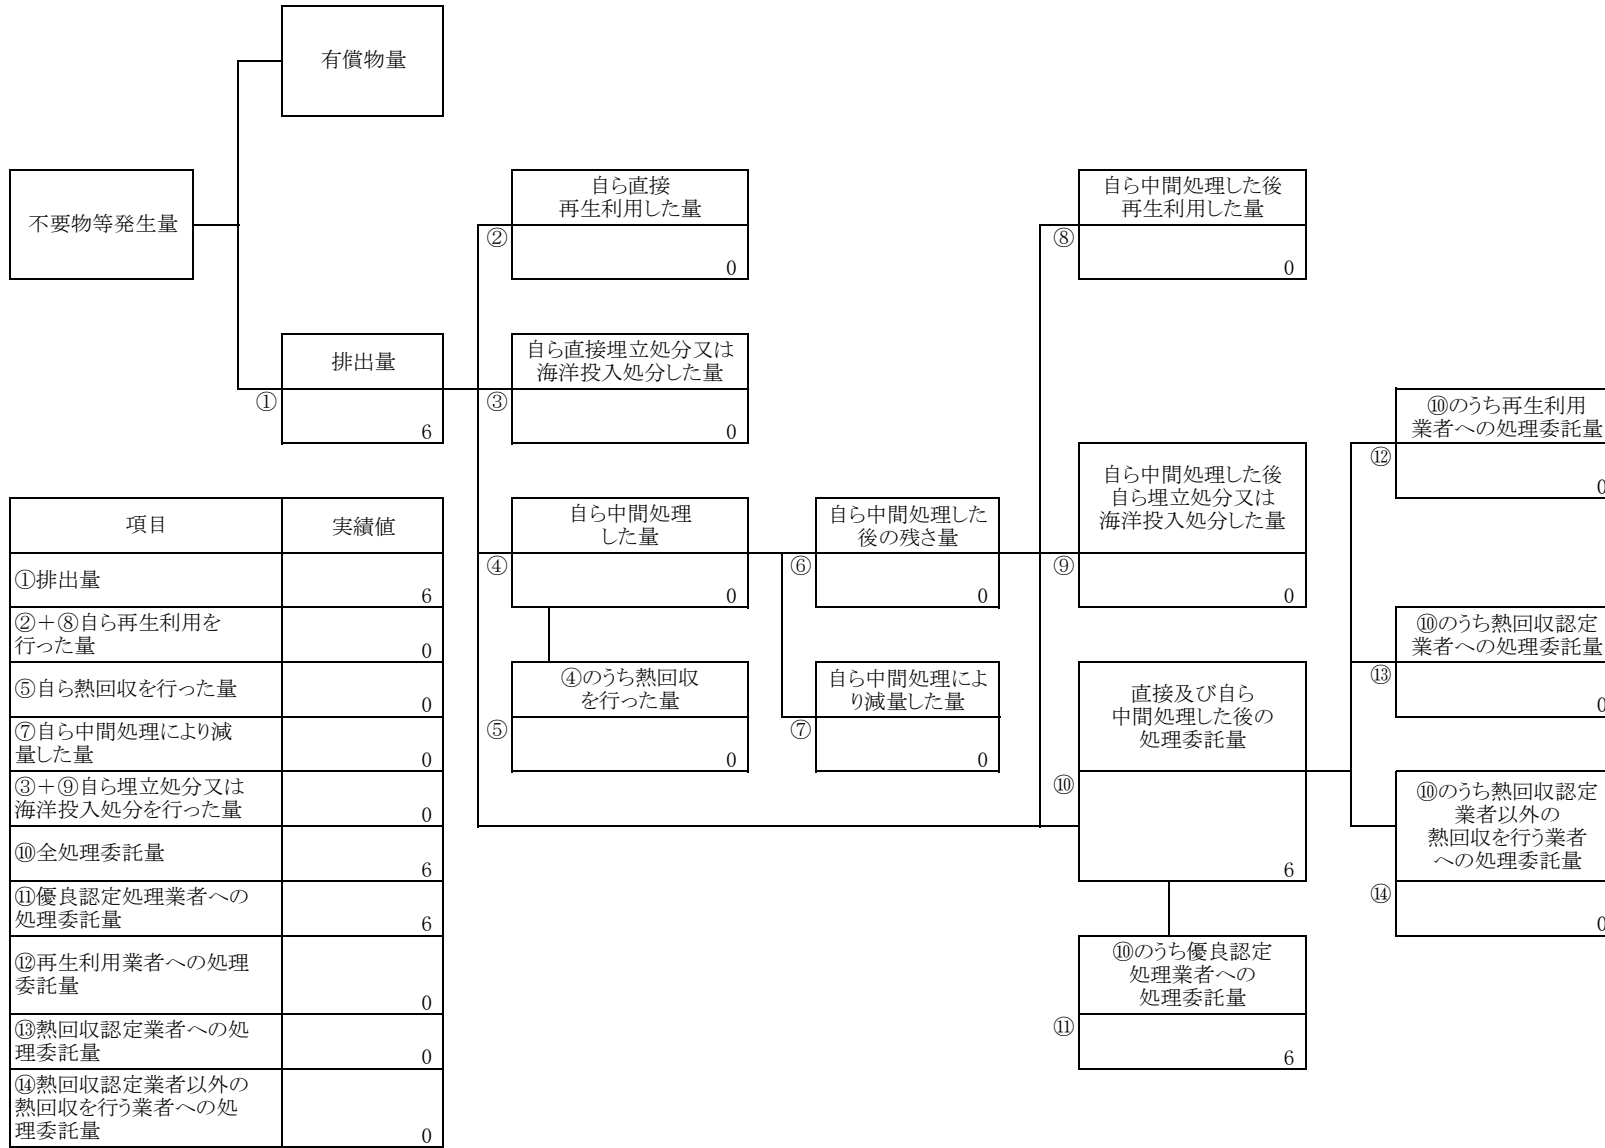 有償物量
不要物等発生量
排出量
①
6
自ら直接
再生利用した量
②
0
自ら直接埋立処分又は
海洋投入処分した量
③
0
自ら中間処理
した量
④
0
④のうち熱回収
を行った量
⑤
0
自ら中間処理した
後の残さ量
⑥
0
自ら中間処理によ
り減量した量
⑦
0
自ら中間処理した後
再生利用した量
⑧
0
自ら中間処理した後
自ら埋立処分又は
海洋投入処分した量
⑨
0
直接及び自ら
中間処理した後の
処理委託量
⑩
6
⑩のうち優良認定
処理業者への
処理委託量
⑪
6
⑩のうち再生利用
業者への処理委託量
⑫
0
⑩のうち熱回収認定
業者への処理委託量
⑬
0
⑩のうち熱回収認定
業者以外の
熱回収を行う業者
への処理委託量
⑭
0
項目 実績値
①排出量
6
②+⑧自ら再生利用を
行った量
0
⑤自ら熱回収を行った量
0
⑦自ら中間処理により減
量した量
0
③+⑨自ら埋立処分又は
海洋投入処分を行った量
0
⑩全処理委託量
6
⑪優良認定処理業者への
処理委託量
6
⑫再生利用業者への処理
委託量
0
⑬熱回収認定業者への処
理委託量
0
⑭熱回収認定業者以外の
熱回収を行う業者への処
理委託量
0